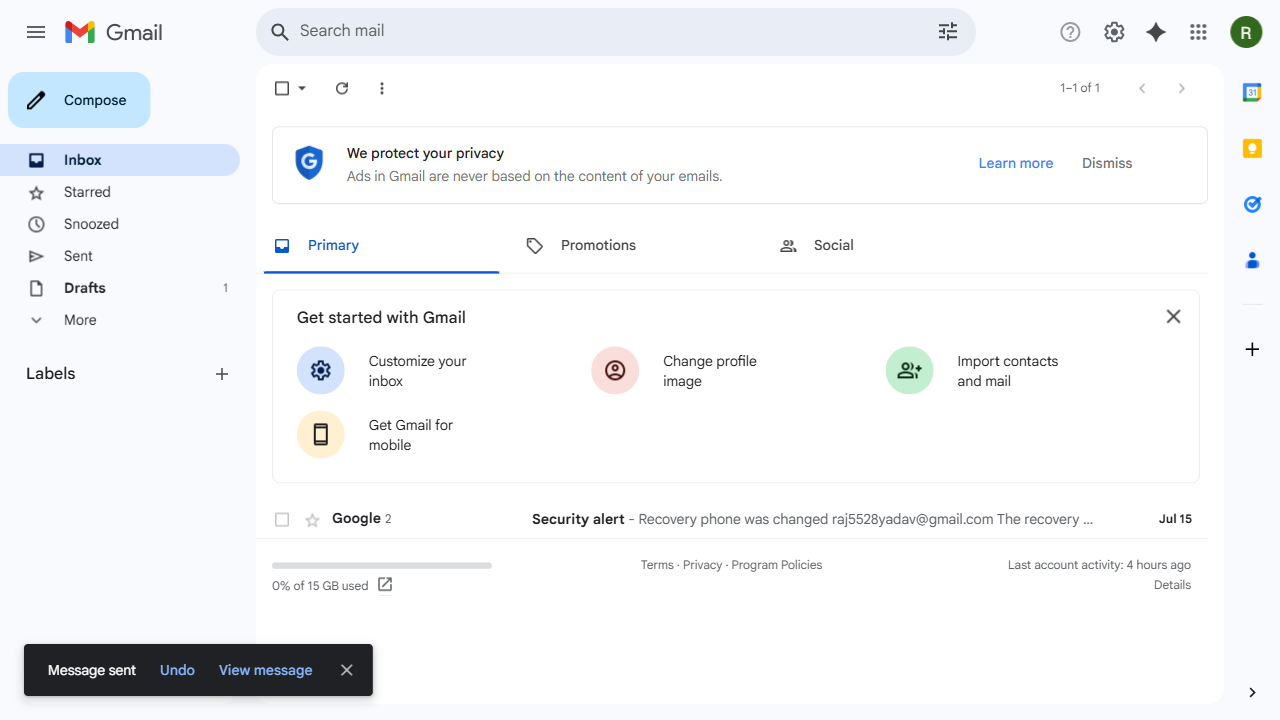 Gmail
Search mail
R
Compose
1–1 of 1
31
We protect your privacy
Ads in Gmail are never based on the content of your emails.
Learn more
Dismiss
Inbox
Starred
Snoozed
Sent
Drafts 1
More
Labels
Primary
Promotions
Social
Get started with Gmail
Customize your
inbox
Change profile
image
Import contacts
and mail
Get Gmail for
mobile
Google 2
Security alert - Recovery phone was changed raj5528yadav@gmail.com The recovery ...
Jul 15
0% of 15 GB used
Terms · Privacy · Program Policies
Last account activity: 4 hours ago
Details
Message sent
Undo
View message